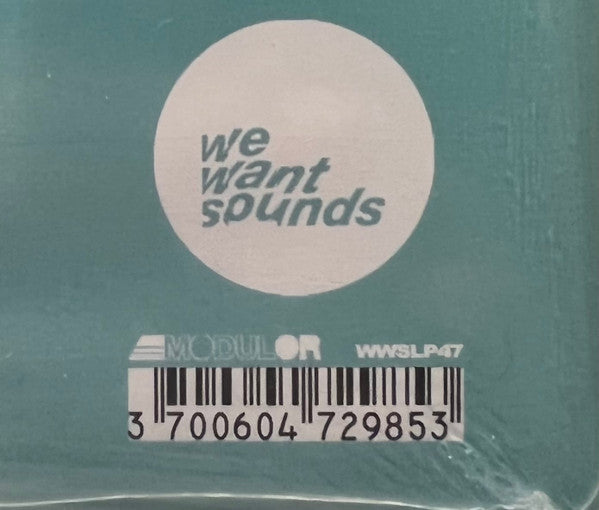 we
want
sounds
MODULOR WWSLP47
3 700604 729853